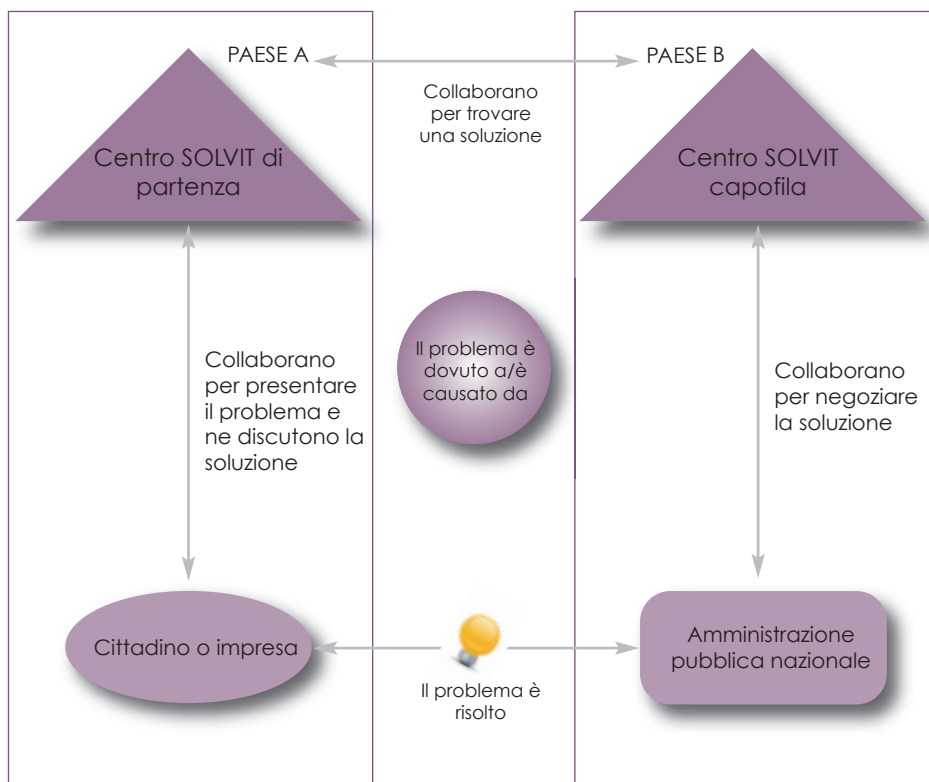 PAESE A
PAESE B
Collaborano
per trovare
una soluzione
Centro SOLVIT di
partenza
Centro SOLVIT
capofila
Il problema è
dovuto a/è
causato da
Collaborano
per presentare
il problema e
ne discutono la
soluzione
Collaborano
per negoziare
la soluzione
Cittadino o impresa
Amministrazione
pubblica nazionale
Il problema è
risolto